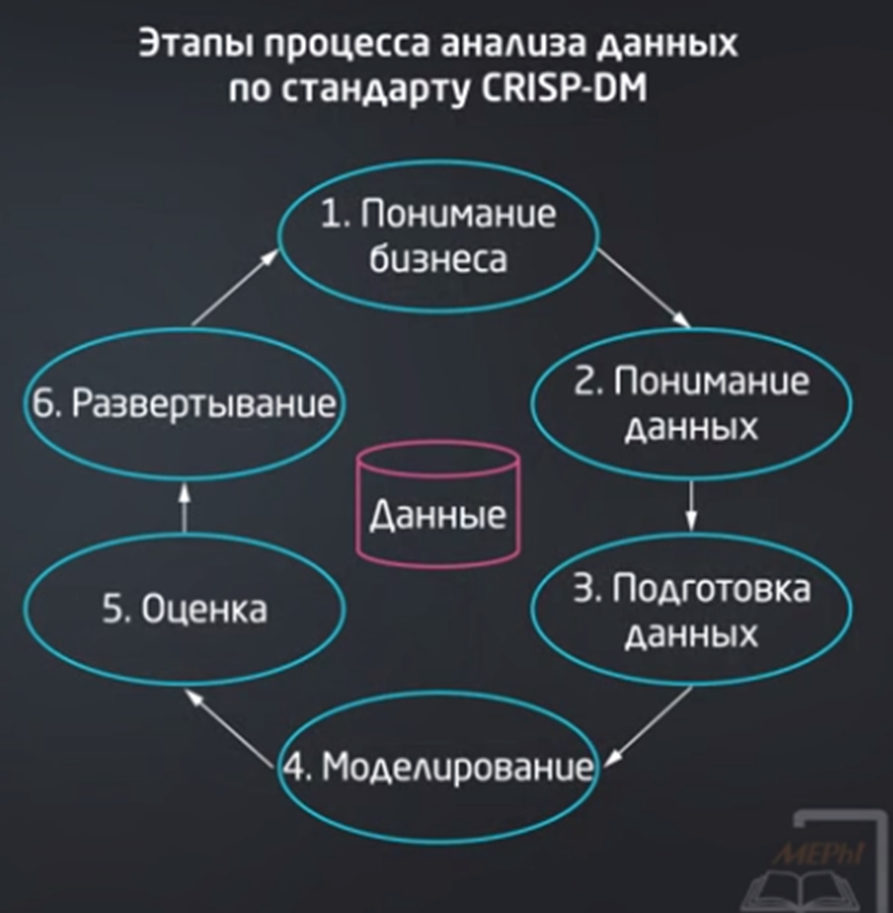 Этапы процесса анализа данных
по стандарту CRISP-DM
1. Понимание
бизнеса
2. Понимание
данных
3. Подготовка
данных
4. Моделирование
5. Оценка
6. Развертывание
Данные
MEPhI